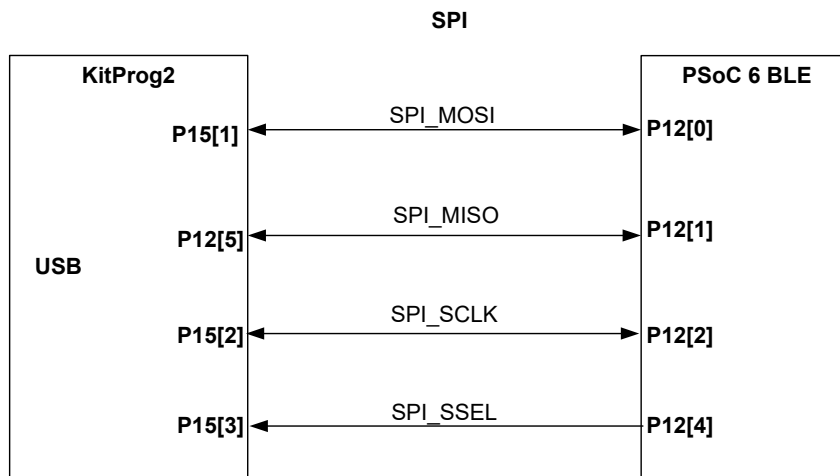 SPI
KitProg2
PSoC 6 BLE
P15[1]
SPI_MOSI
P12[0]
P12[5]
SPI_MISO
P12[1]
USB
P15[2]
SPI_SCLK
P12[2]
P15[3]
SPI_SSEL
P12[4]